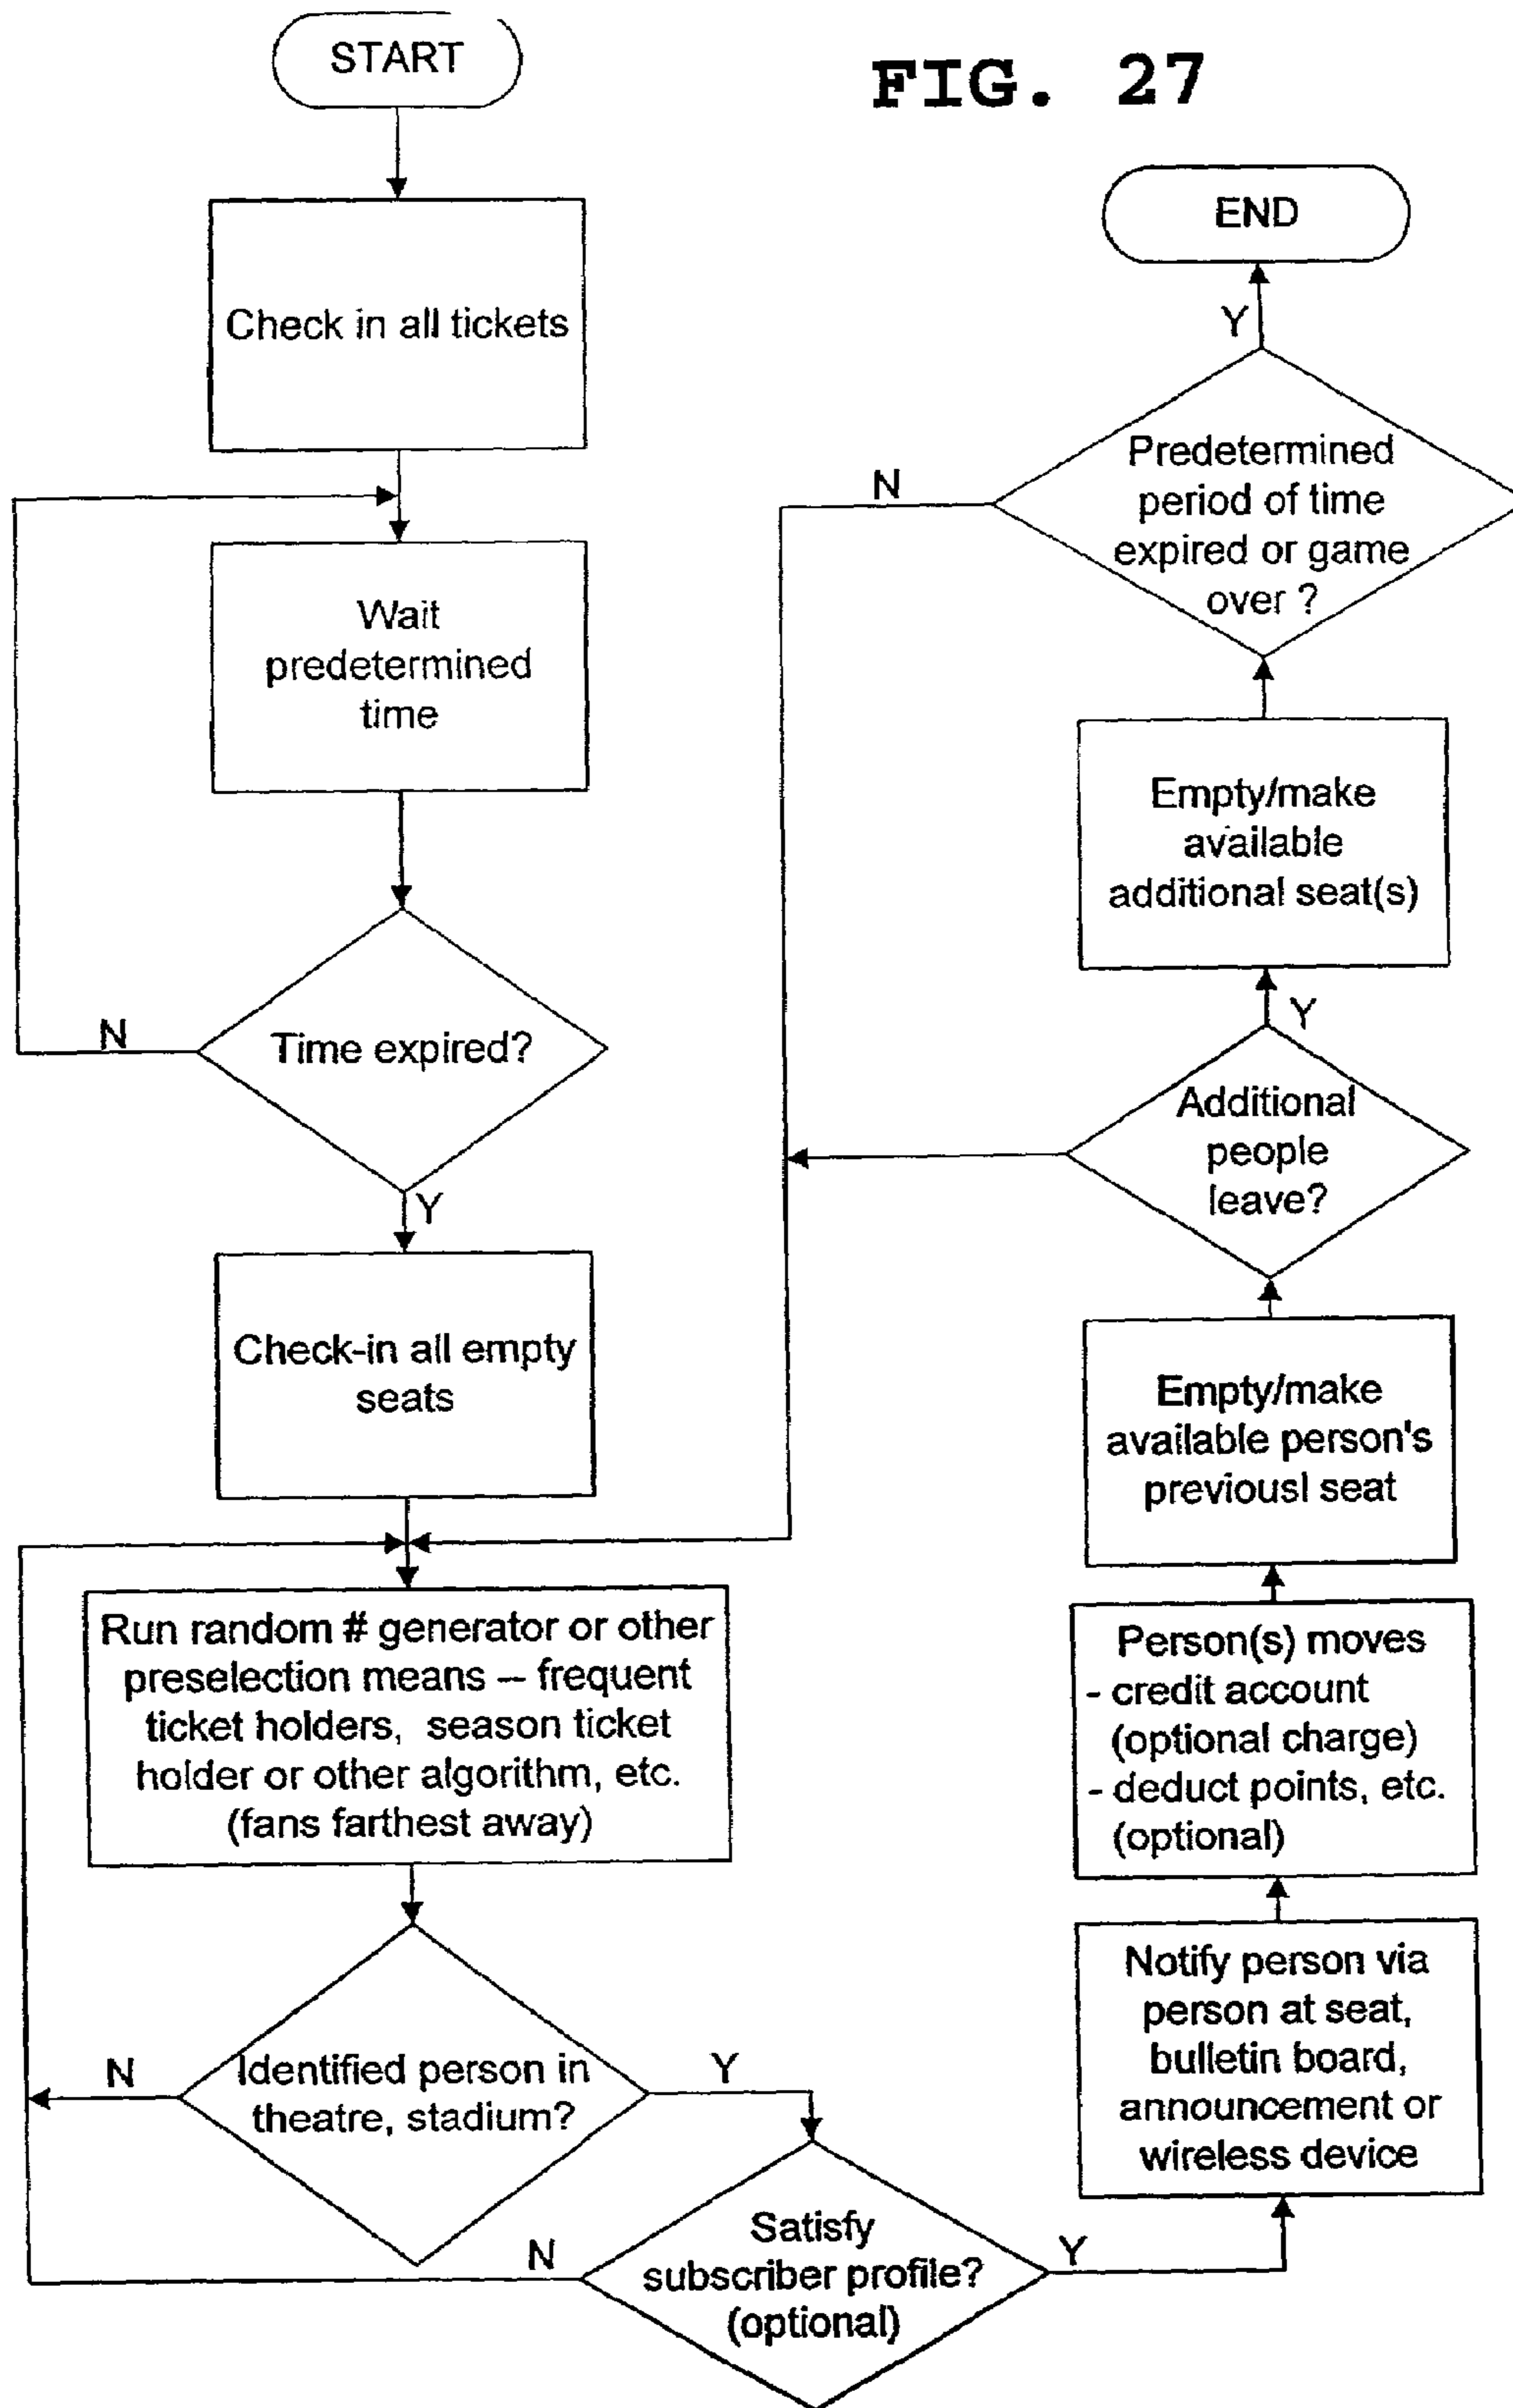 FIG. 27
START
Check in all tickets
Wait
predetermined
time
Time expired?
N
Y
Check-in all empty
seats
Run random # generator or other
preselection means – frequent
ticket holders, season ticket
holder or other algorithm, etc.
(fans farthest away)
Identified person in
theatre, stadium?
N
Y
Satisfy
subscriber profile?
(optional)
N
Y
Notify person via
person at seat,
bulletin board,
announcement or
wireless device
Person(s) moves
- credit account
(optional charge)
- deduct points, etc.
(optional)
Empty/make
available person's
previousl seat
Additional
people
leave?
Y
Empty/make
available
additional seat(s)
Predetermined
period of time
expired or game
over ?
N
Y
END